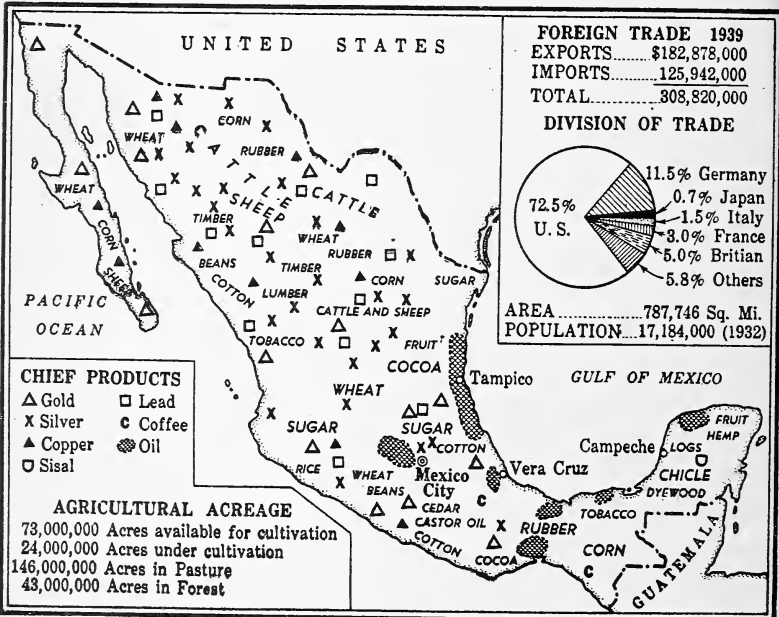 UNITED STATES
FOREIGN TRADE 1939
EXPORTS.......$182,878,000
IMPORTS.........125,942,000
TOTAL............308,820,000
DIVISION OF TRADE
72.5%
U. S.
11.5% Germany
0.7% Japan
1.5% Italy
3.0% France
5.0% Britian
5.8% Others
AREA..............787,746 Sq. Mi.
POPULATION....17,184,000 (1932)
CORN
WHEAT
CATTLE
RUBBER
WHEAT
SHEEP
CATTLE
CORN
SHEEP
TIMBER
WHEAT
BEANS
RUBBER
TIMBER
CORN
SUGAR
COTTON
LUMBER
CATTLE AND SHEEP
PACIFIC
OCEAN
TOBACCO
FRUIT
COCOA
GULF OF MEXICO
Tampico
WHEAT
CHIEF PRODUCTS
Gold
Lead
X Silver
C Coffee
Copper
Oil
Sisal
SUGAR
SUGAR
COTTON
FRUIT
HEMP
Campeche
LOGS
RICE
WHEAT
Mexico
City
Vera Cruz
CHICLE
BEANS
DYEWOOD
CEDAR
C
TOBACCO
CASTOR OIL
RUBBER
COTTON
CORN
COCOA
C
GUATEMALA
AGRICULTURAL ACREAGE
73,000,000 Acres available for cultivation
24,000,000 Acres under cultivation
146,000,000 Acres in Pasture
43,000,000 Acres in Forest